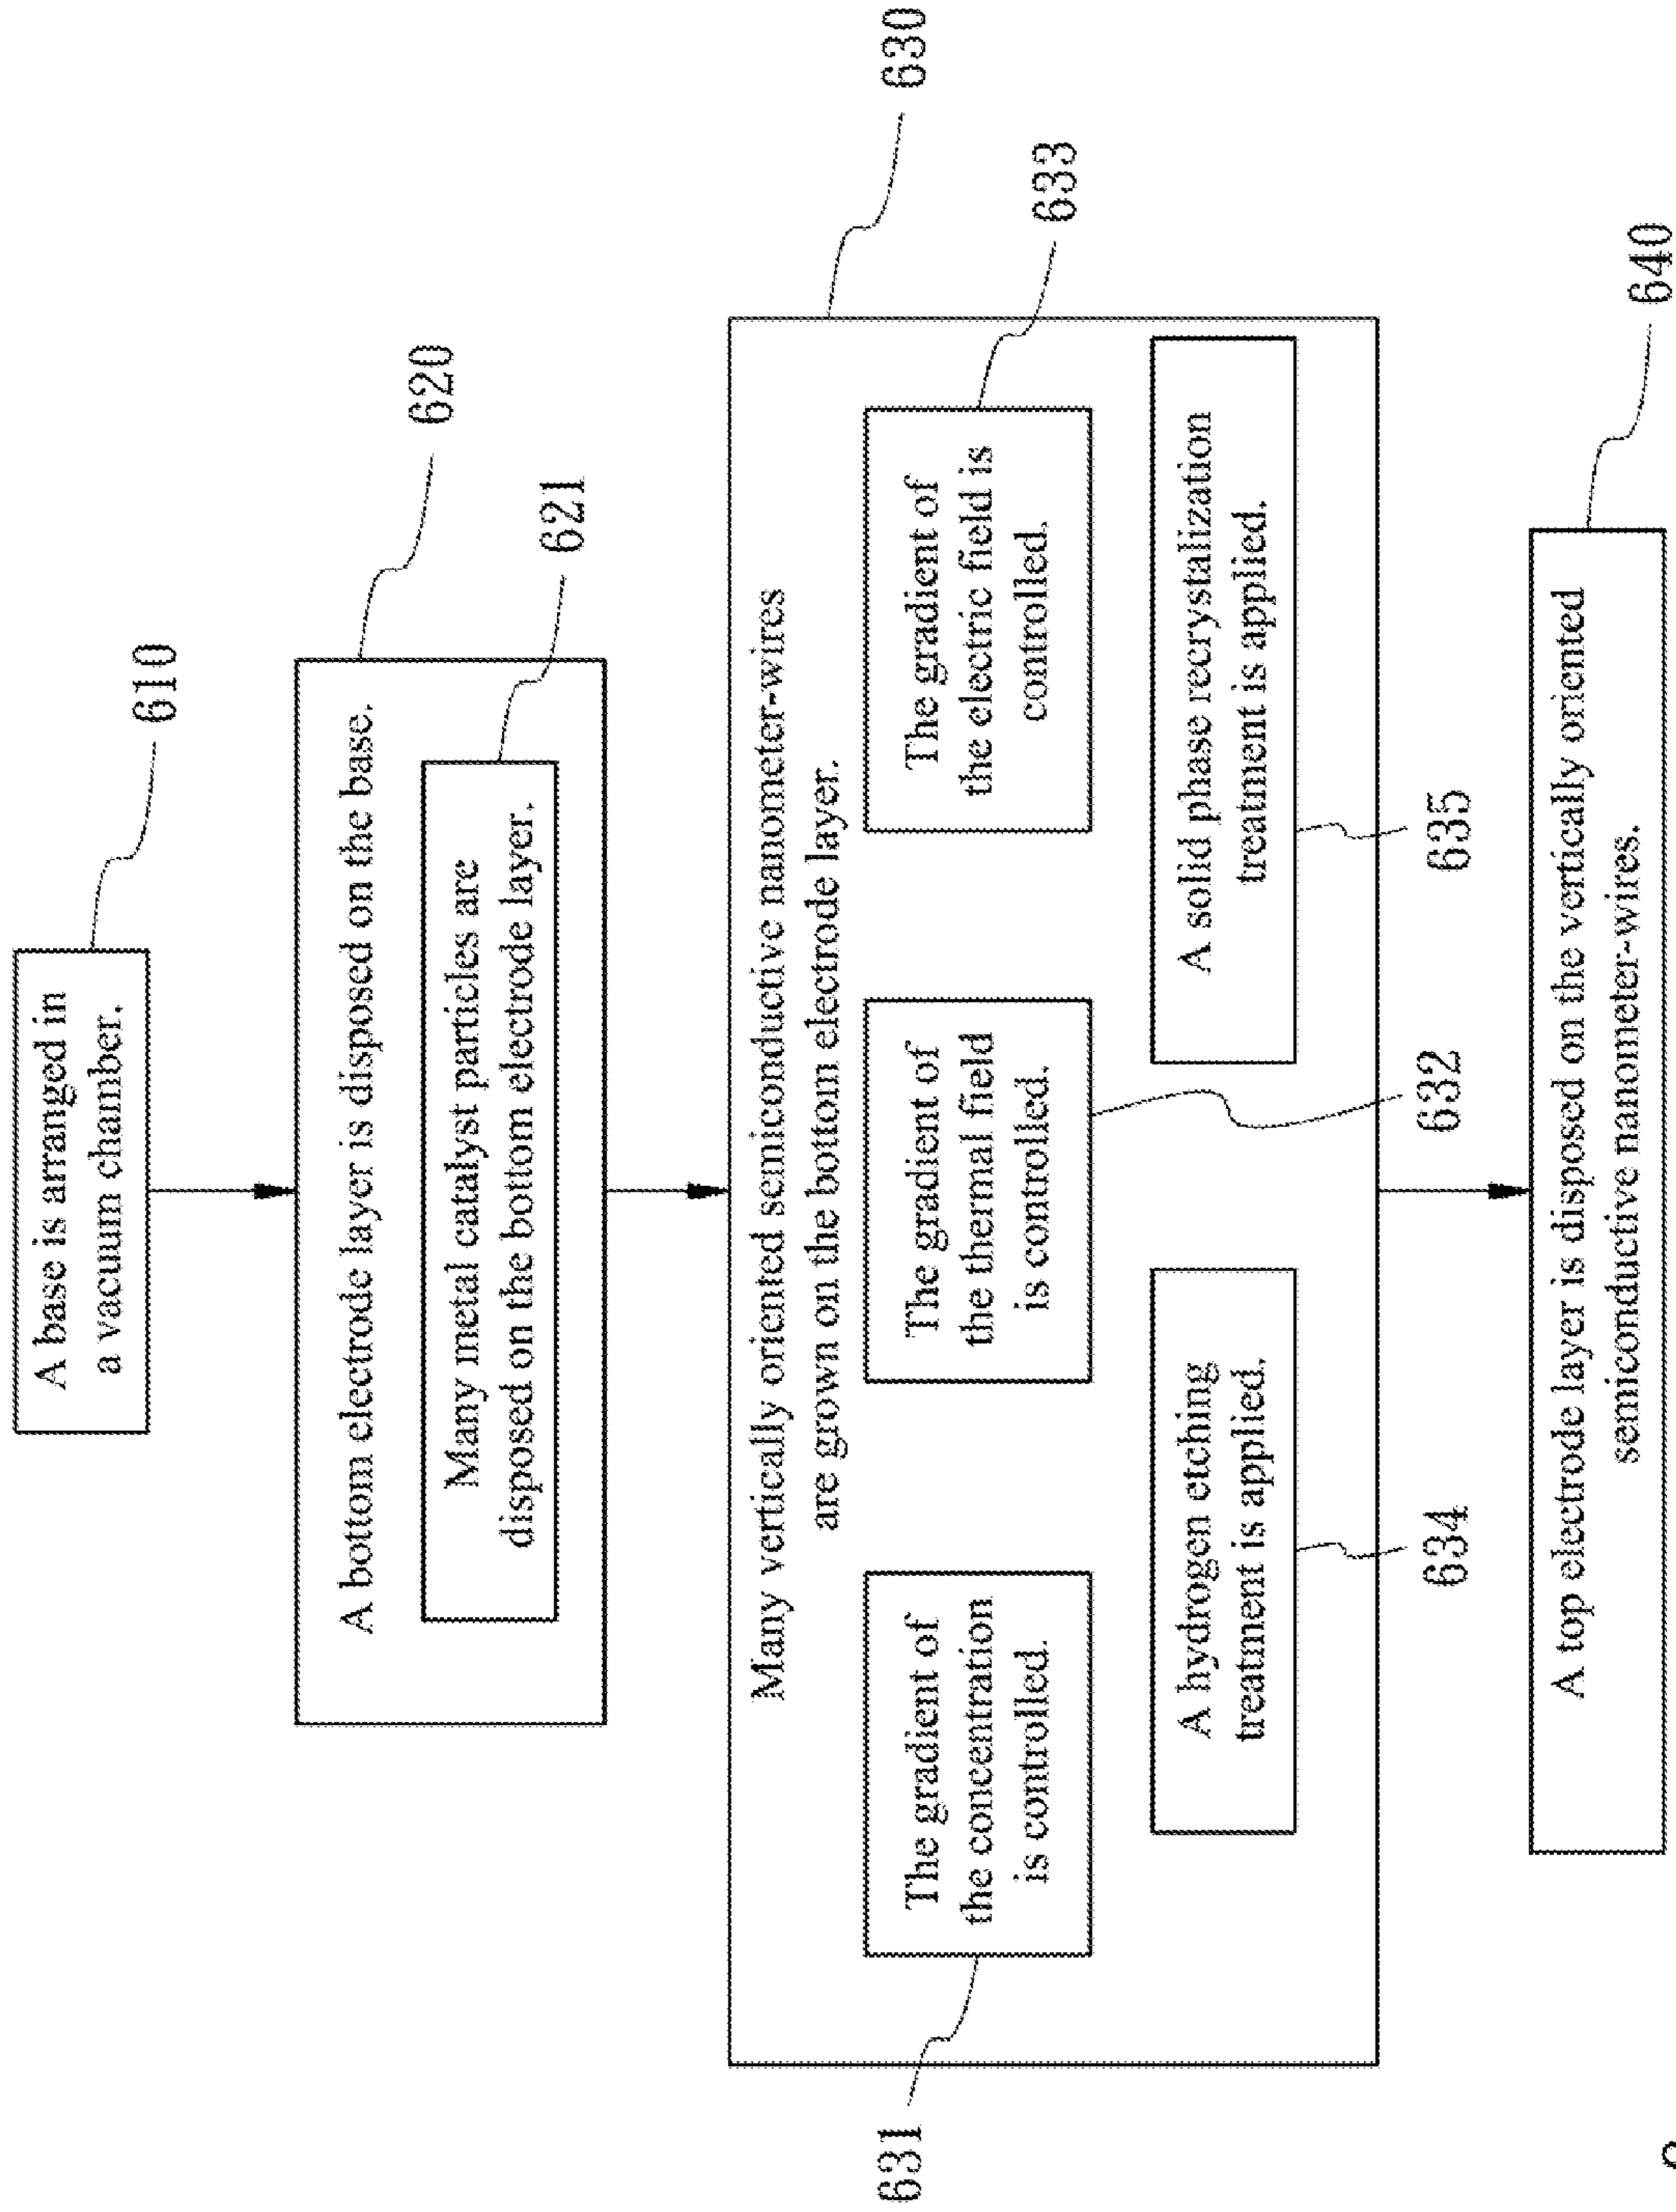 A base is arranged in
a vacuum chamber.
610
A bottom electrode layer is disposed on the base.
620
Many metal catalyst particles are
disposed on the bottom electrode layer.
621
Many vertically oriented semiconductive nanometer-wires
are grown on the bottom electrode layer.
630
631
The gradient of
the concentration
is controlled.
The gradient of
the thermal field
is controlled.
632
The gradient of
the electric field is
controlled.
633
A hydrogen etching
treatment is applied.
634
A solid phase recrystalization
treatment is applied.
635
A top electrode layer is disposed on the vertically oriented
semiconductive nanometer-wires.
640